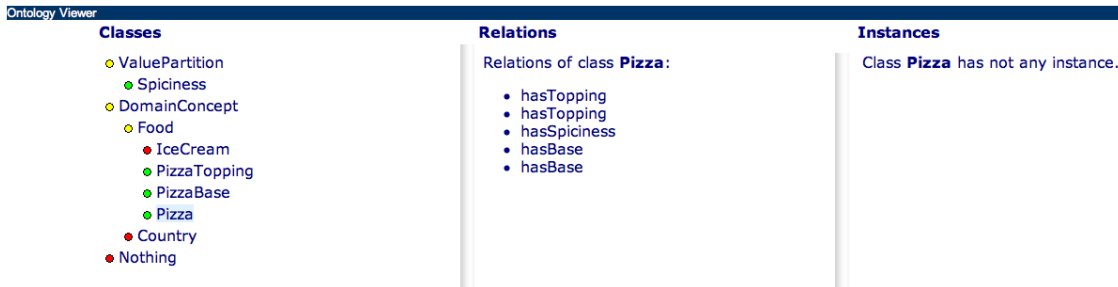 Ontology Viewer
Classes
ValuePartition
Spiciness
DomainConcept
Food
IceCream
PizzaTopping
PizzaBase
Pizza
Country
Nothing
Relations
Relations of class Pizza:
hasTopping
hasTopping
hasSpiciness
hasBase
hasBase
Instances
Class Pizza has not any instance.